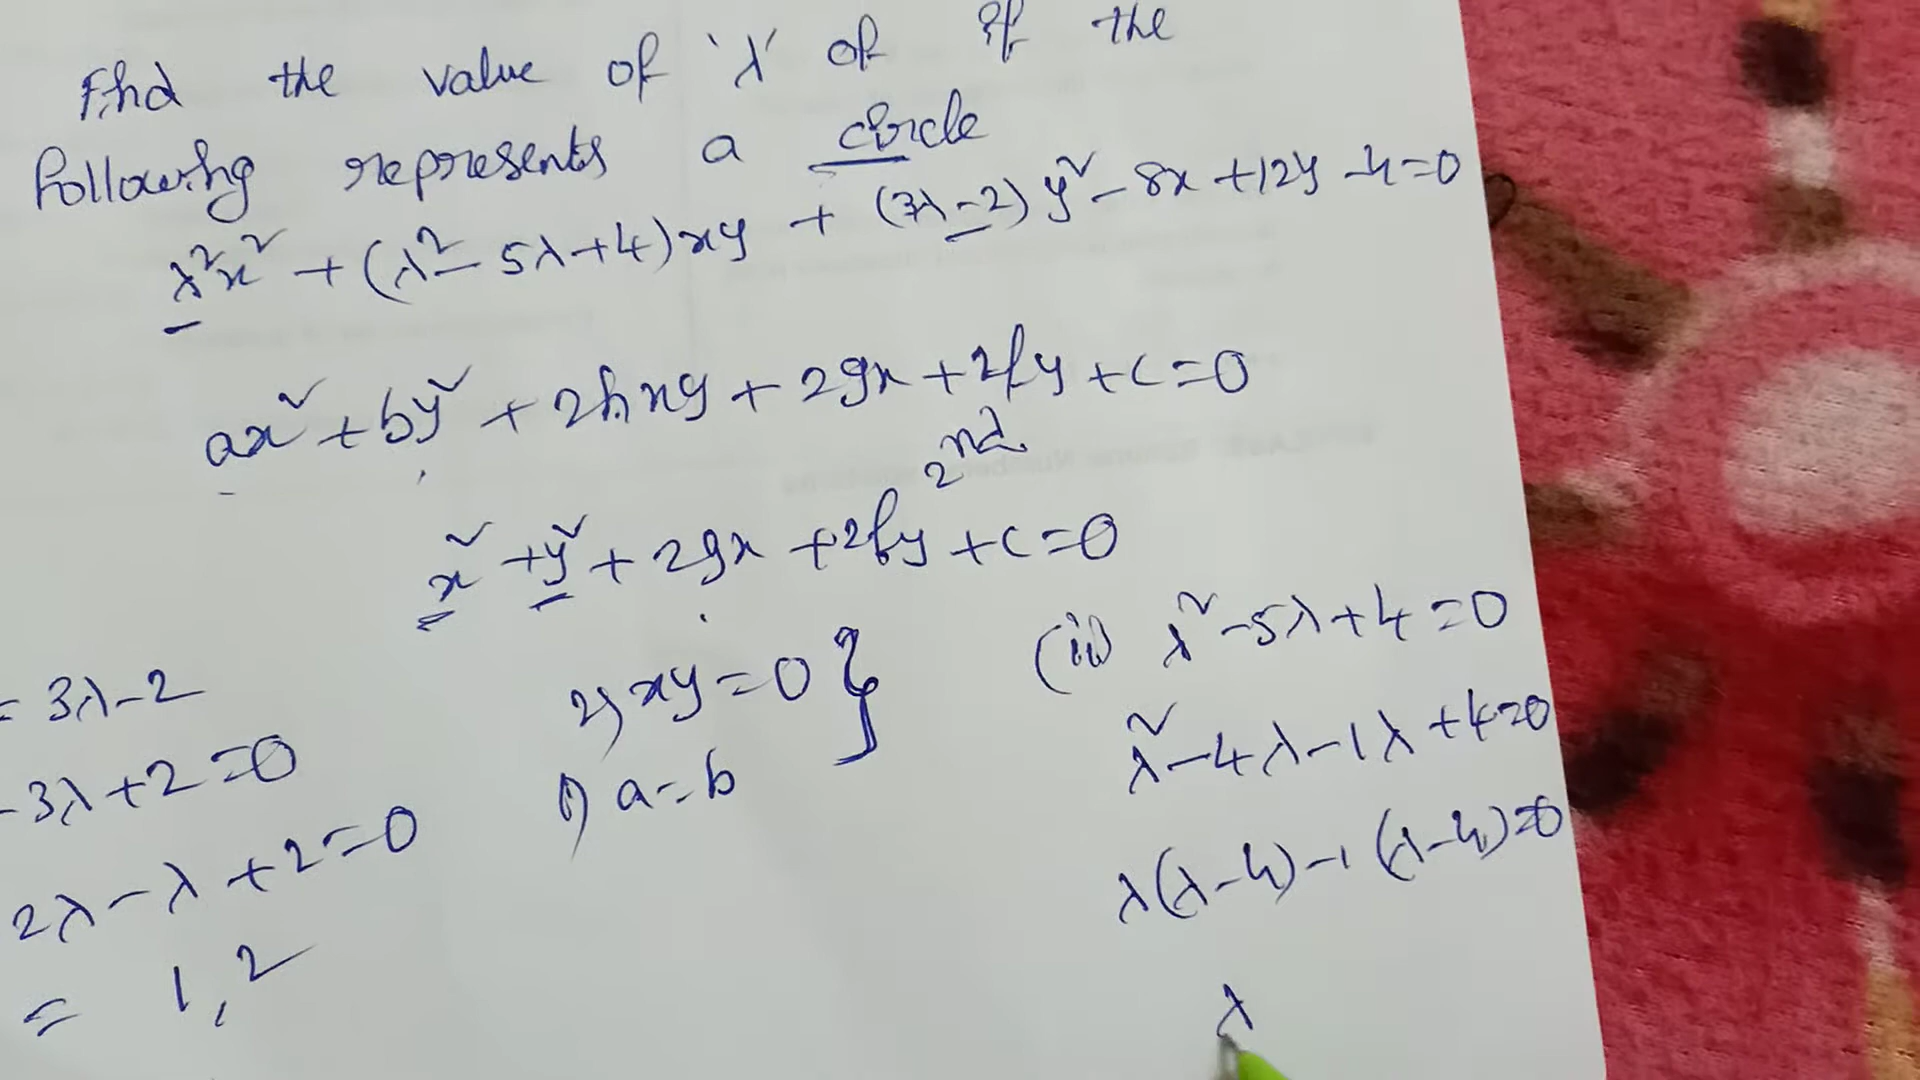 Find the value of 'λ' of if the
following represents a circle
λ²x² + (λ² - 5λ + 4)xy + (3λ - 2)y² - 8x + 12y - 4 = 0
ax² + by² + 2hxy + 2gx + 2fy + c = 0
2nd
x² + y² + 2gx + 2fy + c = 0
= 3λ - 2
- 3λ + 2 = 0
2λ - λ + 2 = 0
= 1, 2
2) xy = 0 }
1) a = b
(ii) λ² - 5λ + 4 = 0
λ² - 4λ - 1λ + 4 = 0
λ(λ - 4) - 1(λ - 4) = 0
λ